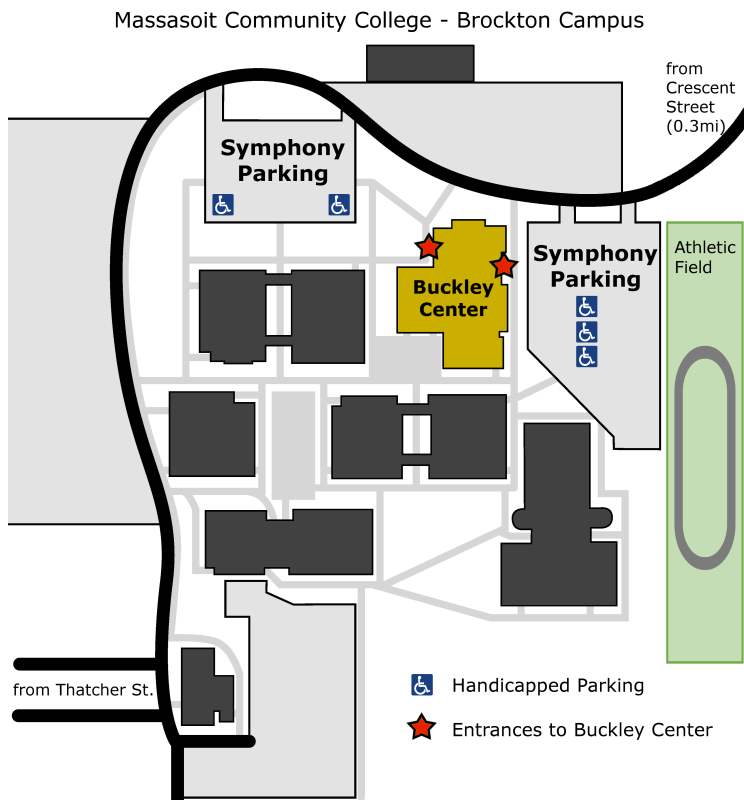 Massasoit Community College - Brockton Campus
from
Crescent
Street
(0.3mi)
Symphony
Parking
Symphony
Parking
Athletic
Field
Buckley
Center
Handicapped Parking
from Thatcher St.
Entrances to Buckley Center